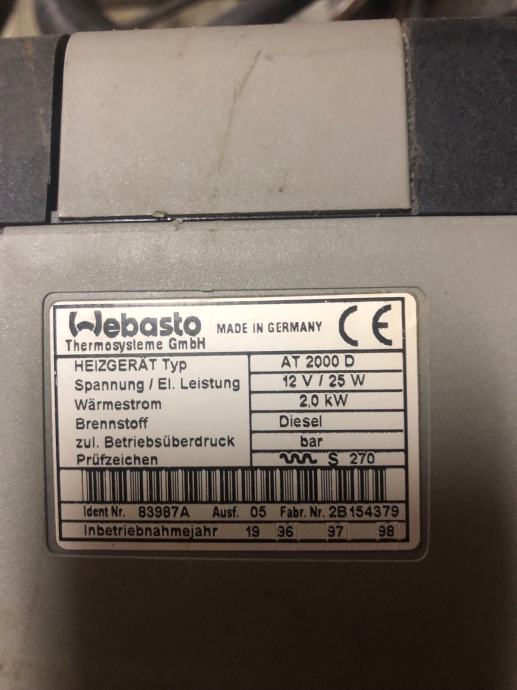 Webasto MADE IN GERMANY CE
Thermosysteme GmbH
HEIZGERÄT Typ AT 2000 D
Spannung / El. Leistung 12 V / 25 W
Wärmestrom 2,0 kW
Brennstoff Diesel
zul. Betriebsüberdruck bar
Prüfzeichen S 270
Ident Nr. 83987A Ausf. 05 Fabr. Nr. 2B154379
Inbetriebnahmejahr 19 96 97 98